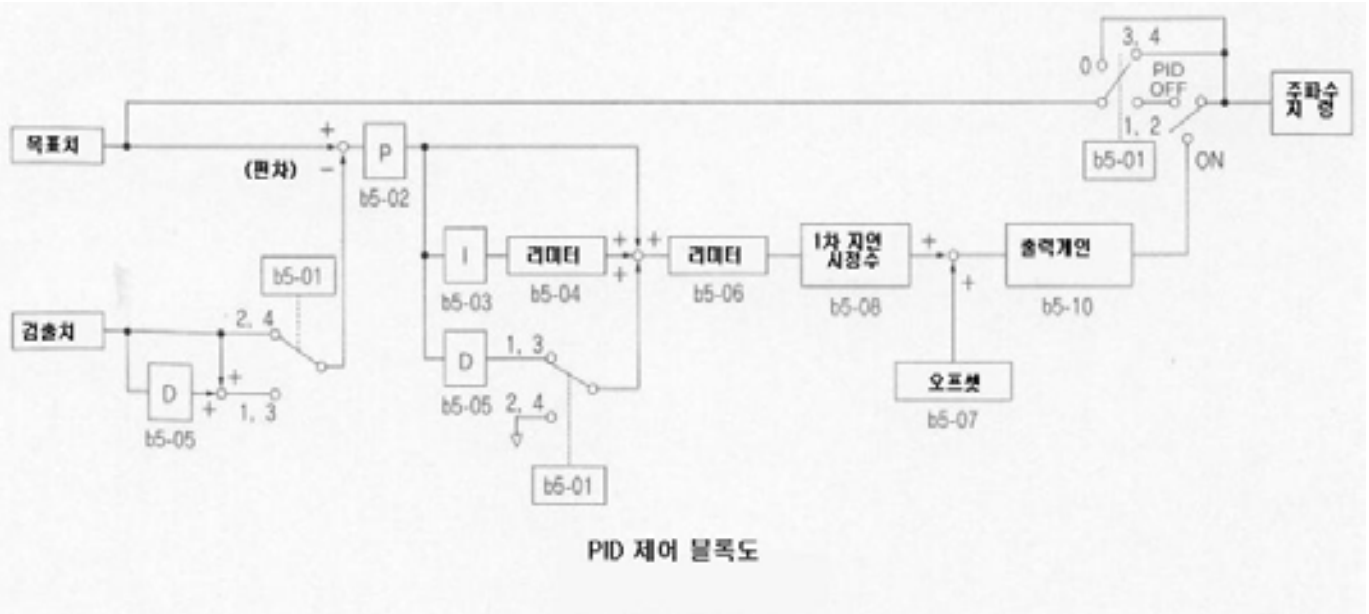 3, 4
0
PID
OFF
주파수
지 령
1, 2
b5-01
ON
목표치
+
(편차)
−
P
b5-02
I
b5-03
리미터
b5-04
+
+
+
리미터
b5-06
1차 지연
시정수
b5-08
+
+
출력게인
b5-10
오프셋
b5-07
b5-01
검출치
2, 4
D
b5-05
+
+
1, 3
D
b5-05
1, 3
2, 4
b5-01
PID 제어 블록도